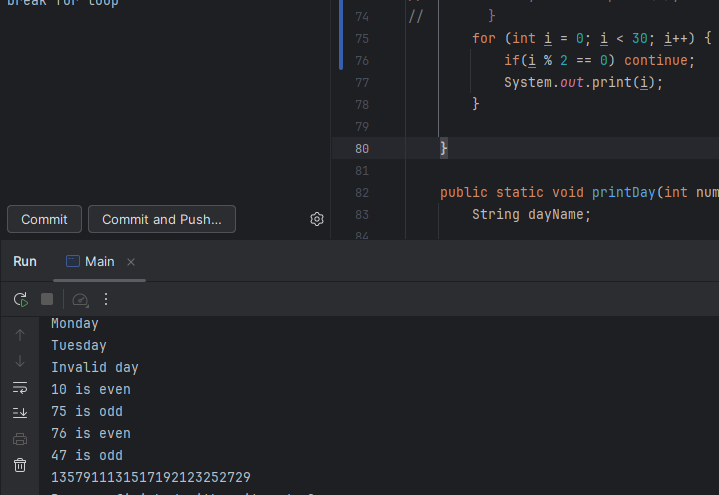 break for loop
74
// }
75 for (int i = 0; i < 30; i++) {
76 if(i % 2 == 0) continue;
77 System.out.print(i);
78 }
79
80 }
81
82 public static void printDay(int num
83 String dayName;
84
Commit Commit and Push...
Run Main
Monday
Tuesday
Invalid day
10 is even
75 is odd
76 is even
47 is odd
1357911131517192123252729